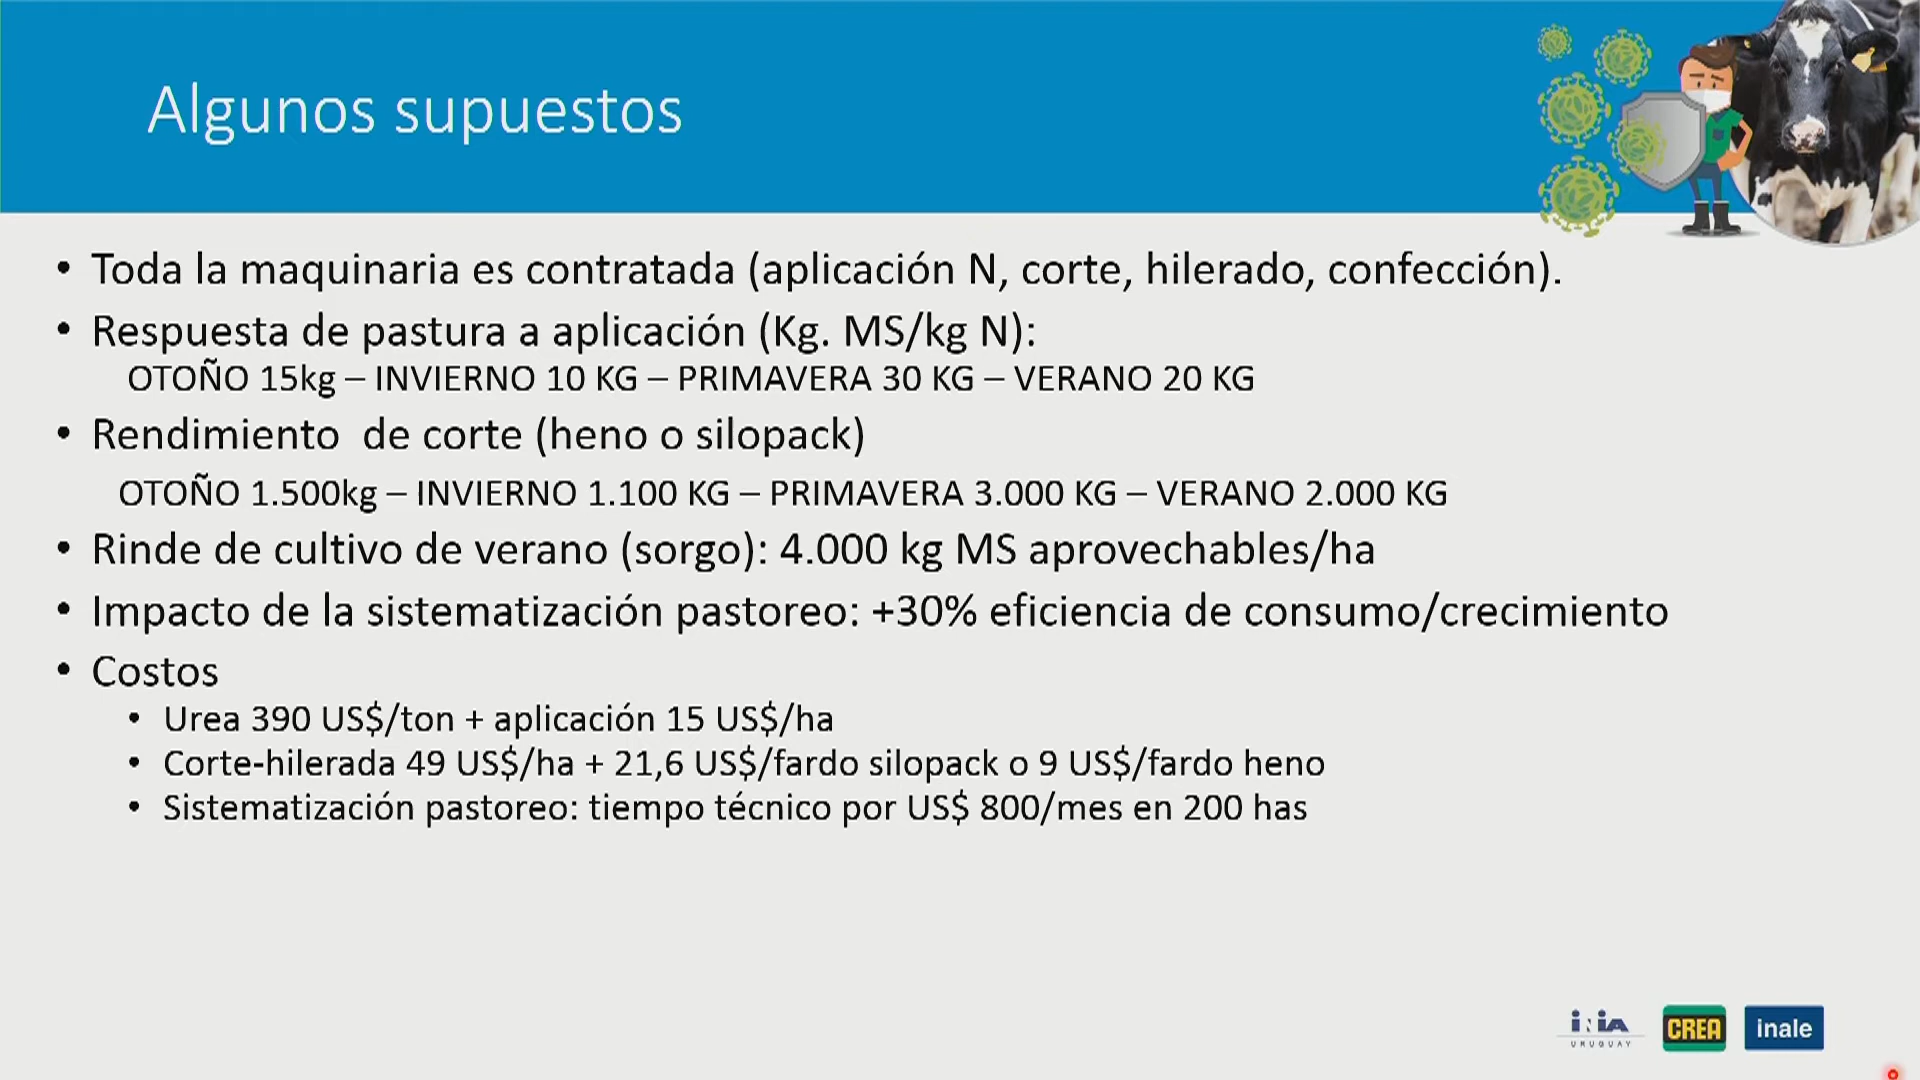 Algunos supuestos
• Toda la maquinaria es contratada (aplicación N, corte, hilerado, confección).
• Respuesta de pastura a aplicación (Kg. MS/kg N):
OTOÑO 15kg – INVIERNO 10 KG – PRIMAVERA 30 KG – VERANO 20 KG
• Rendimiento de corte (heno o silopack)
OTOÑO 1.500kg – INVIERNO 1.100 KG – PRIMAVERA 3.000 KG – VERANO 2.000 KG
• Rinde de cultivo de verano (sorgo): 4.000 kg MS aprovechables/ha
• Impacto de la sistematización pastoreo: +30% eficiencia de consumo/crecimiento
• Costos
• Urea 390 US$/ton + aplicación 15 US$/ha
• Corte-hilerada 49 US$/ha + 21,6 US$/fardo silopack o 9 US$/fardo heno
• Sistematización pastoreo: tiempo técnico por US$ 800/mes en 200 has
iniA
URUGUAY
CREA
inale